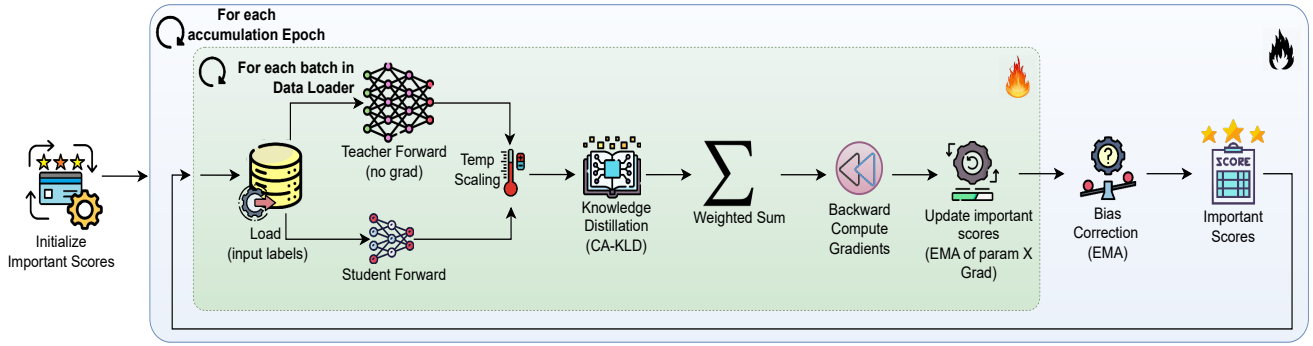 For each
accumulation Epoch
For each batch in
Data Loader
Initialize
Important Scores
Load
(input labels)
Teacher Forward
(no grad)
Student Forward
Temp
Scaling
Knowledge
Distillation
(CA-KLD)
Weighted Sum
Backward
Compute
Gradients
Update important
scores
(EMA of param X
Grad)
?
Bias
Correction
(EMA)
SCORE
Important
Scores